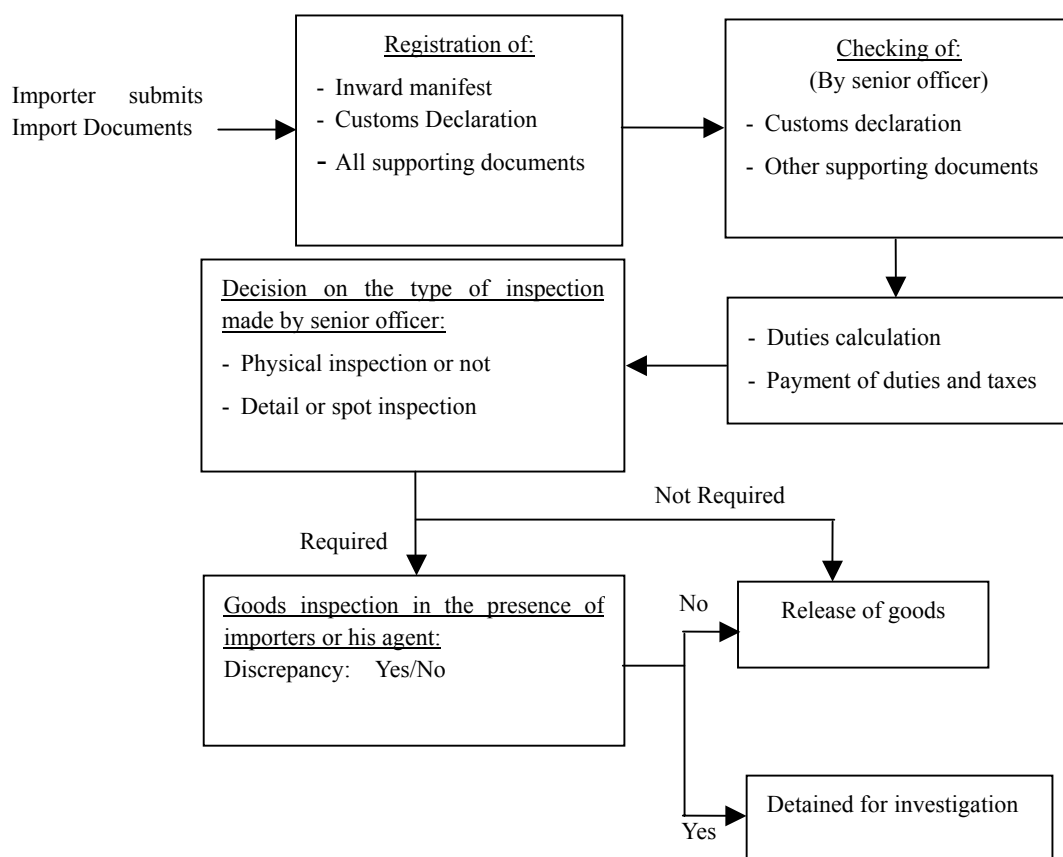 Importer submits
Import Documents
Registration of:
- Inward manifest
- Customs Declaration
- All supporting documents
Checking of:
(By senior officer)
- Customs declaration
- Other supporting documents
- Duties calculation
- Payment of duties and taxes
Decision on the type of inspection
made by senior officer:
- Physical inspection or not
- Detail or spot inspection
Not Required
Required
Goods inspection in the presence of
importers or his agent:
Discrepancy: Yes/No
No
Release of goods
Yes
Detained for investigation